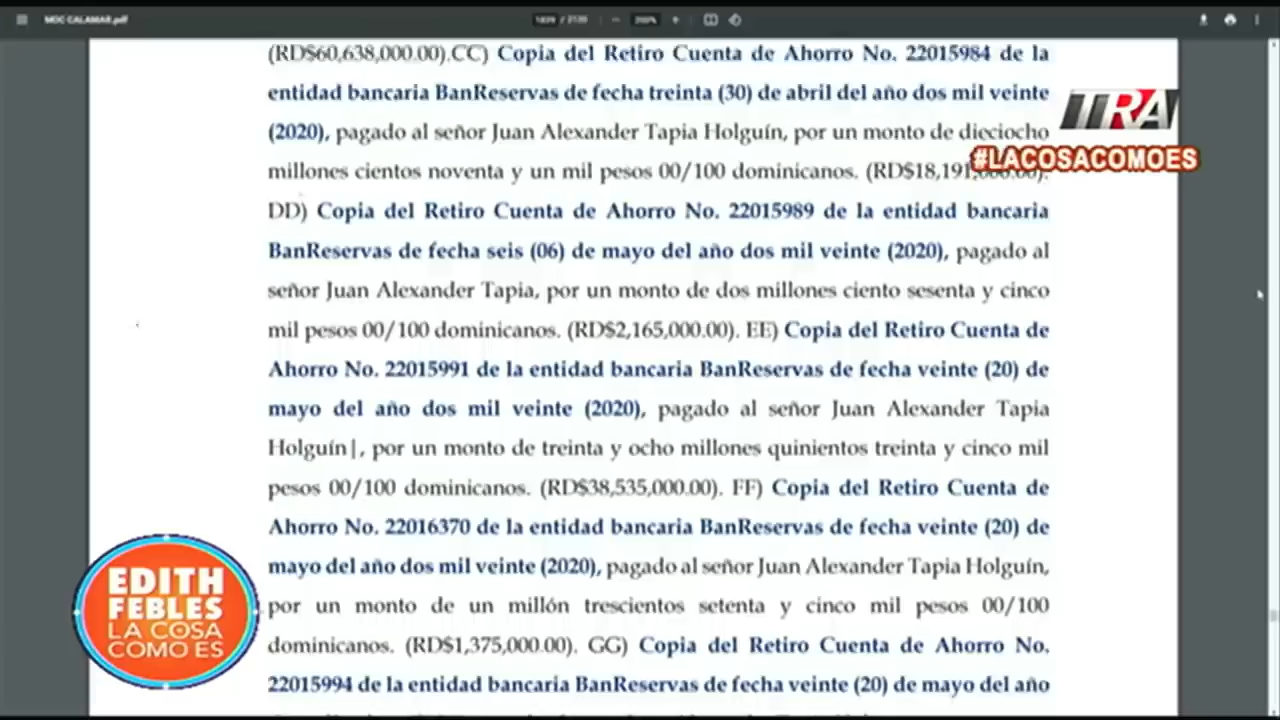 MDC CALAMAR.pdf
(RD$60,638,000.00).CC) Copia del Retiro Cuenta de Ahorro No. 22015984 de la
entidad bancaria BanReservas de fecha treinta (30) de abril del año dos mil veinte
TRA
(2020), pagado al señor Juan Alexander Tapia Holguín, por un monto de dieciocho
#LACOSACOMOES
millones cientos noventa y un mil pesos 00/100 dominicanos. (RD$18,191,000.00).
DD) Copia del Retiro Cuenta de Ahorro No. 22015989 de la entidad bancaria
BanReservas de fecha seis (06) de mayo del año dos mil veinte (2020), pagado al
señor Juan Alexander Tapia, por un monto de dos millones ciento sesenta y cinco
mil pesos 00/100 dominicanos. (RD$2,165,000.00). EE) Copia del Retiro Cuenta de
Ahorro No. 22015991 de la entidad bancaria BanReservas de fecha veinte (20) de
mayo del año dos mil veinte (2020), pagado al señor Juan Alexander Tapia
Holguín|, por un monto de treinta y ocho millones quinientos treinta y cinco mil
pesos 00/100 dominicanos. (RD$38,535,000.00). FF) Copia del Retiro Cuenta de
Ahorro No. 22016370 de la entidad bancaria BanReservas de fecha veinte (20) de
mayo del año dos mil veinte (2020), pagado al señor Juan Alexander Tapia Holguín,
por un monto de un millón trescientos setenta y cinco mil pesos 00/100
dominicanos. (RD$1,375,000.00). GG) Copia del Retiro Cuenta de Ahorro No.
22015994 de la entidad bancaria BanReservas de fecha veinte (20) de mayo del año
EDITH
FEBLES
LA COSA
COMO ES